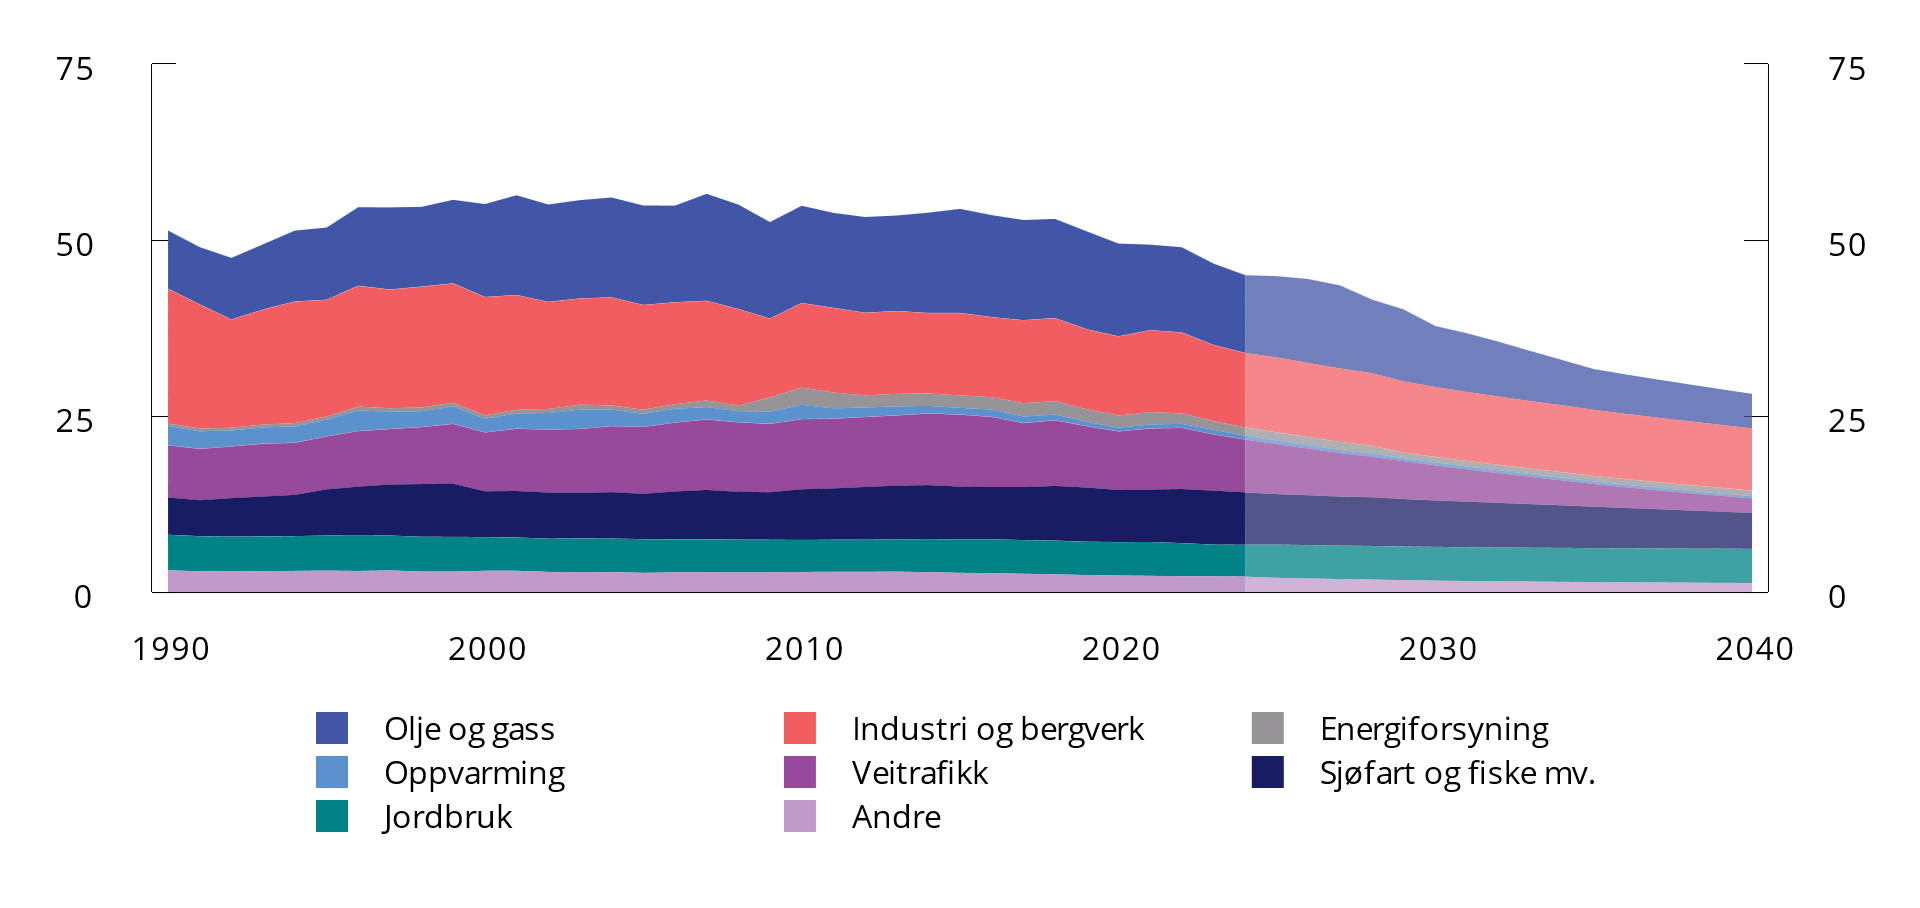 75 75
50 50
25 25
0 0
1990 2000 2010 2020 2030 2040
Olje og gass Industri og bergverk Energiforsyning
Oppvarming Veitrafikk Sjøfart og fiske mv.
Jordbruk Andre